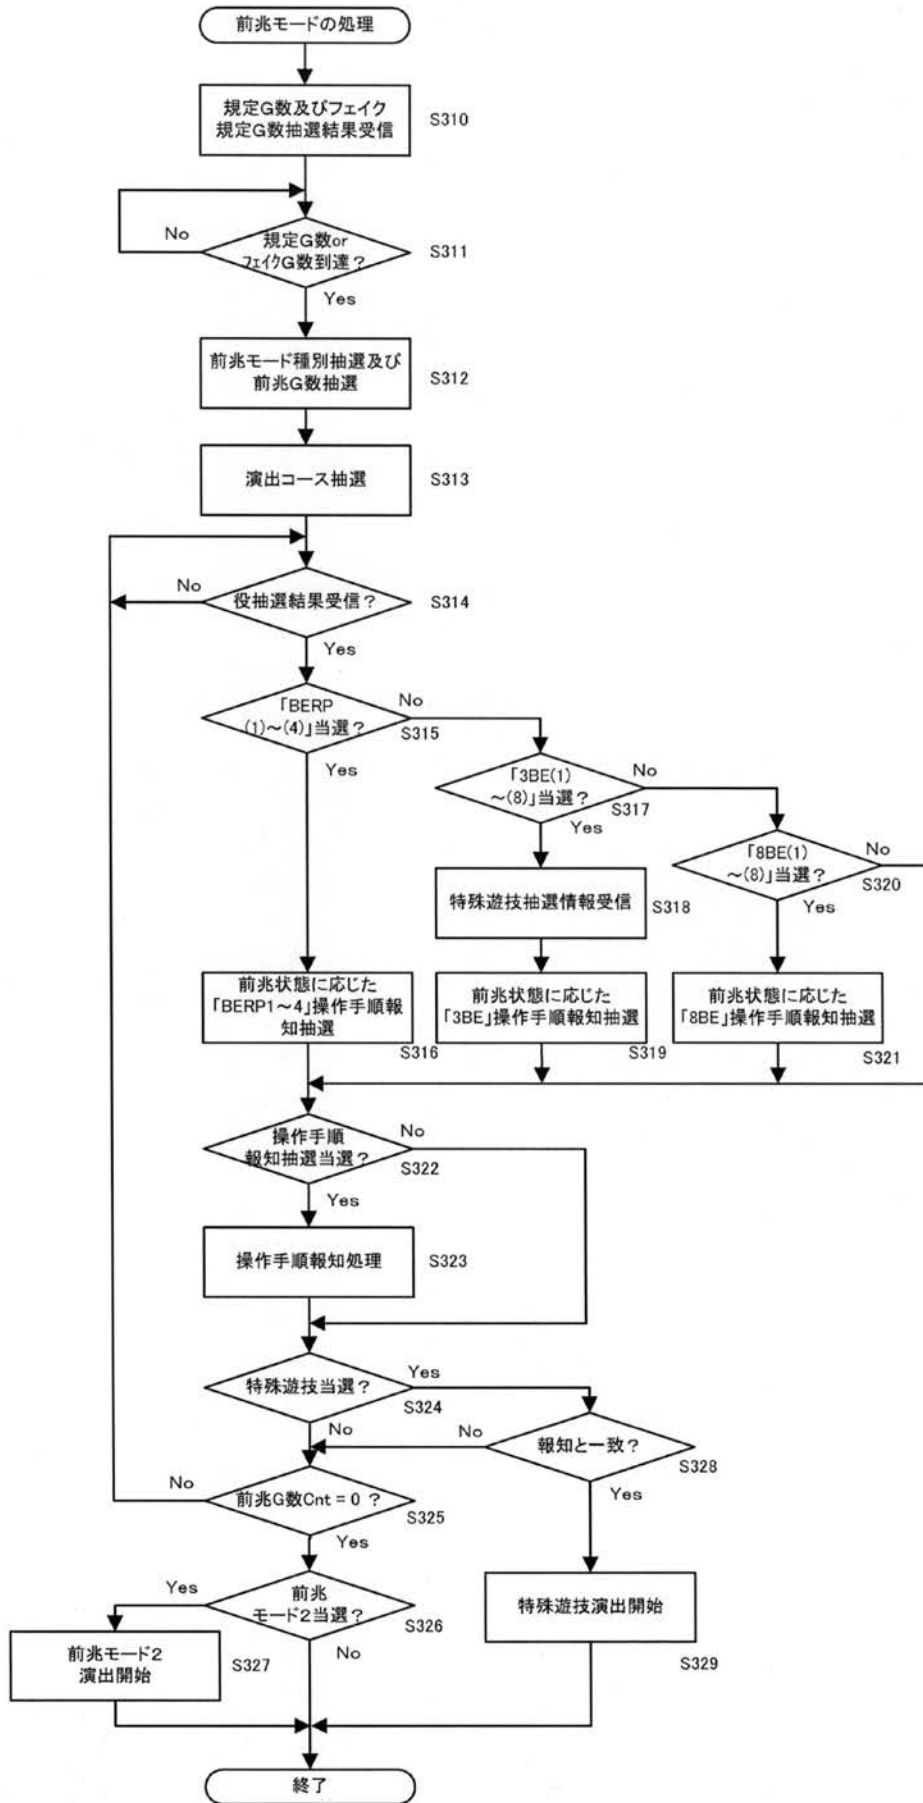 前兆モードの処理
規定G数及びフェイク
規定G数抽選結果受信
S310
No
規定G数or
フェイクG数到達?
S311
Yes
前兆モード種別抽選及び
前兆G数抽選
S312
演出コース抽選
S313
No
役抽選結果受信?
S314
Yes
「BERP
(1)~(4)」当選?
No
S315
Yes
「3BE(1)
~(8)」当選?
No
S317
Yes
「8BE(1)
~(8)」当選?
No
S320
Yes
特殊遊技抽選情報受信
S318
前兆状態に応じた
「BERP1~4」操作手順報
知抽選
S316
前兆状態に応じた
「3BE」操作手順報知抽選
S319
前兆状態に応じた
「8BE」操作手順報知抽選
S321
操作手順
報知抽選当選?
No
S322
Yes
操作手順報知処理
S323
特殊遊技当選?
Yes
S324
No
No
報知と一致?
S328
Yes
No
前兆G数Cnt = 0 ?
S325
Yes
Yes
前兆
モード2当選?
S326
No
特殊遊技演出開始
S329
前兆モード2
演出開始
S327
終了